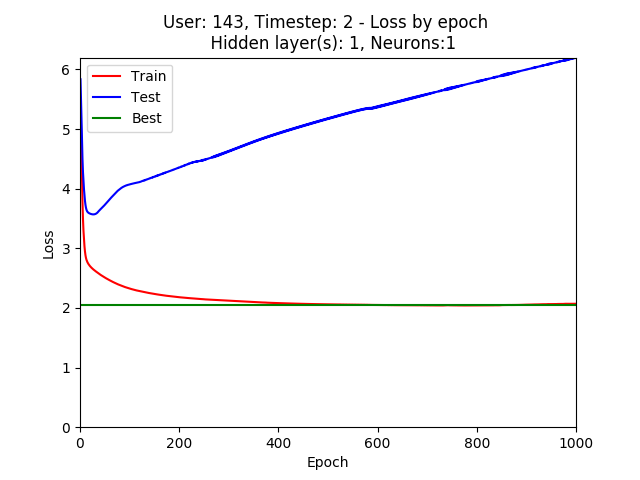 User: 143, Timestep: 2 - Loss by epoch
Hidden layer(s): 1, Neurons:1
Train
Test
Best
6
5
4
3
2
1
0
Loss
0 200 400 600 800 1000
Epoch